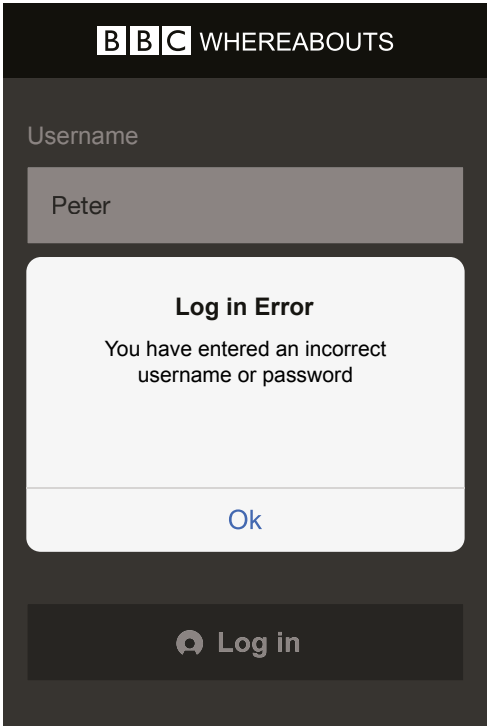 BBC WHEREABOUTS
Username
Peter
Log in Error
You have entered an incorrect
username or password
Ok
Log in